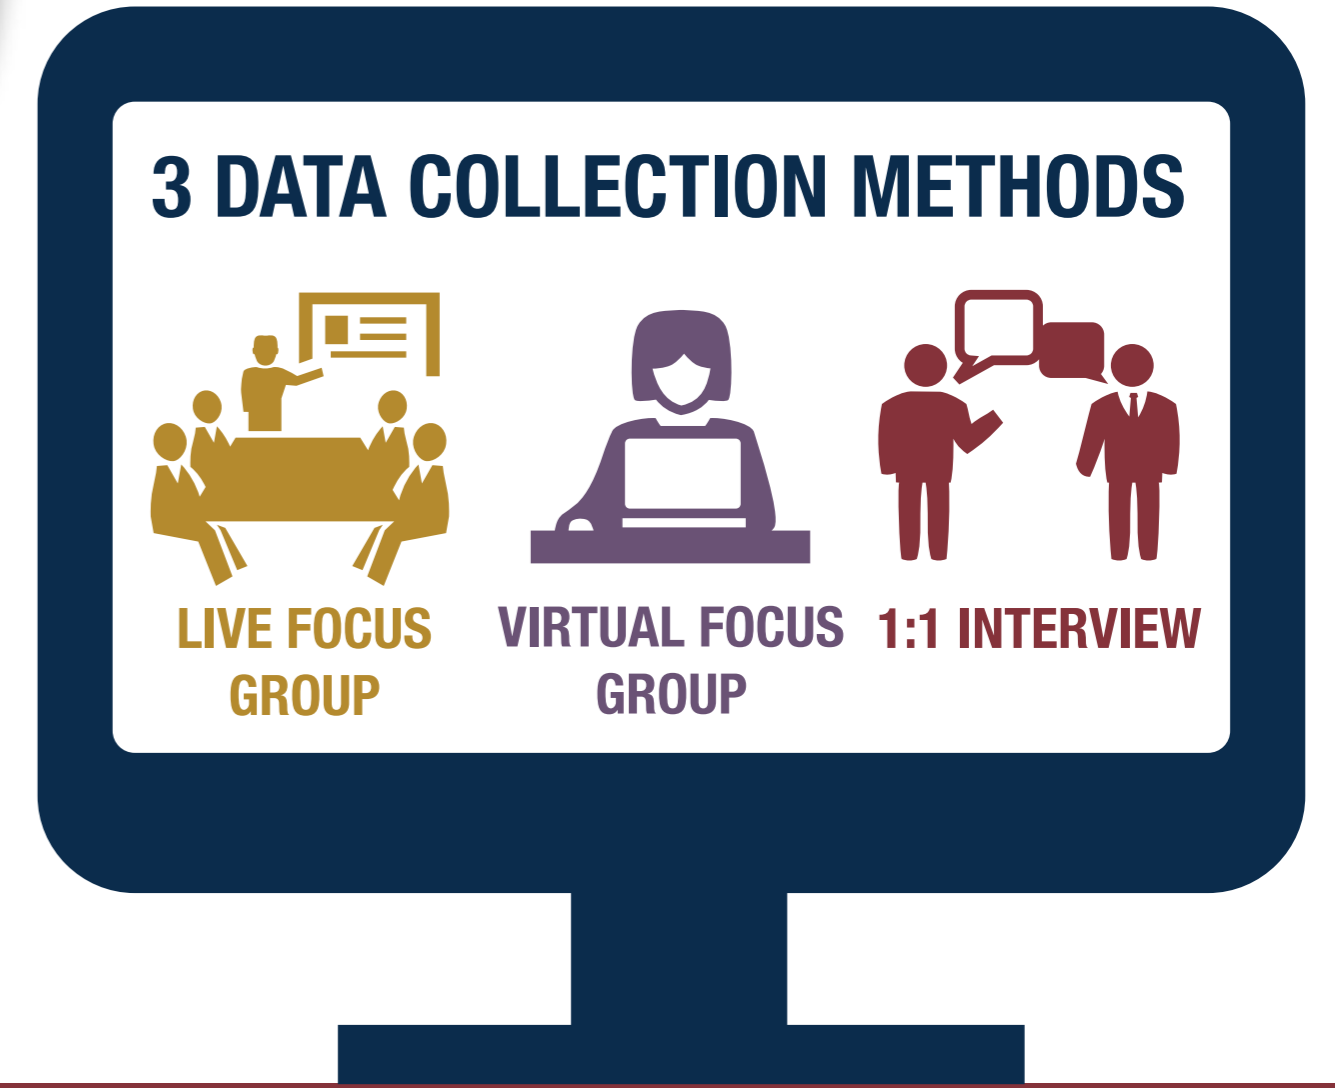 3 DATA COLLECTION METHODS
LIVE FOCUS
GROUP
VIRTUAL FOCUS
GROUP
1:1 INTERVIEW